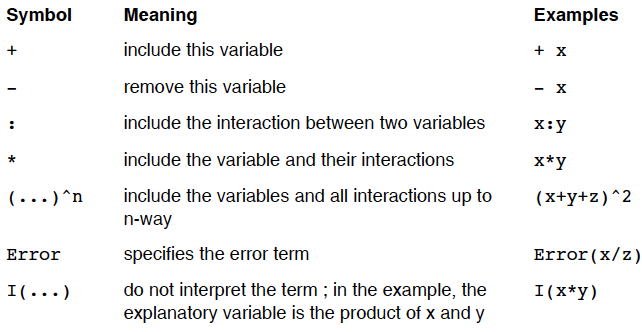 Symbol Meaning Examples
+ include this variable + x
– remove this variable – x
: include the interaction between two variables x:y
* include the variable and their interactions x*y
(...)^n include the variables and all interactions up to (x+y+z)^2
n-way
Error specifies the error term Error(x/z)
I(...) do not interpret the term ; in the example, the I(x*y)
explanatory variable is the product of x and y